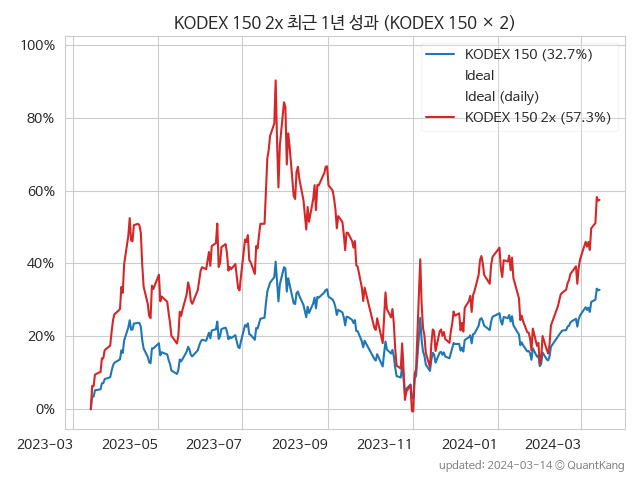 KODEX 150 2x 최근 1년 성과 (KODEX 150 × 2)
100%
80%
60%
40%
20%
0%
KODEX 150 (32.7%)
Ideal
Ideal (daily)
KODEX 150 2x (57.3%)
2023-03 2023-05 2023-07 2023-09 2023-11 2024-01 2024-03
updated: 2024-03-14 © QuantKang